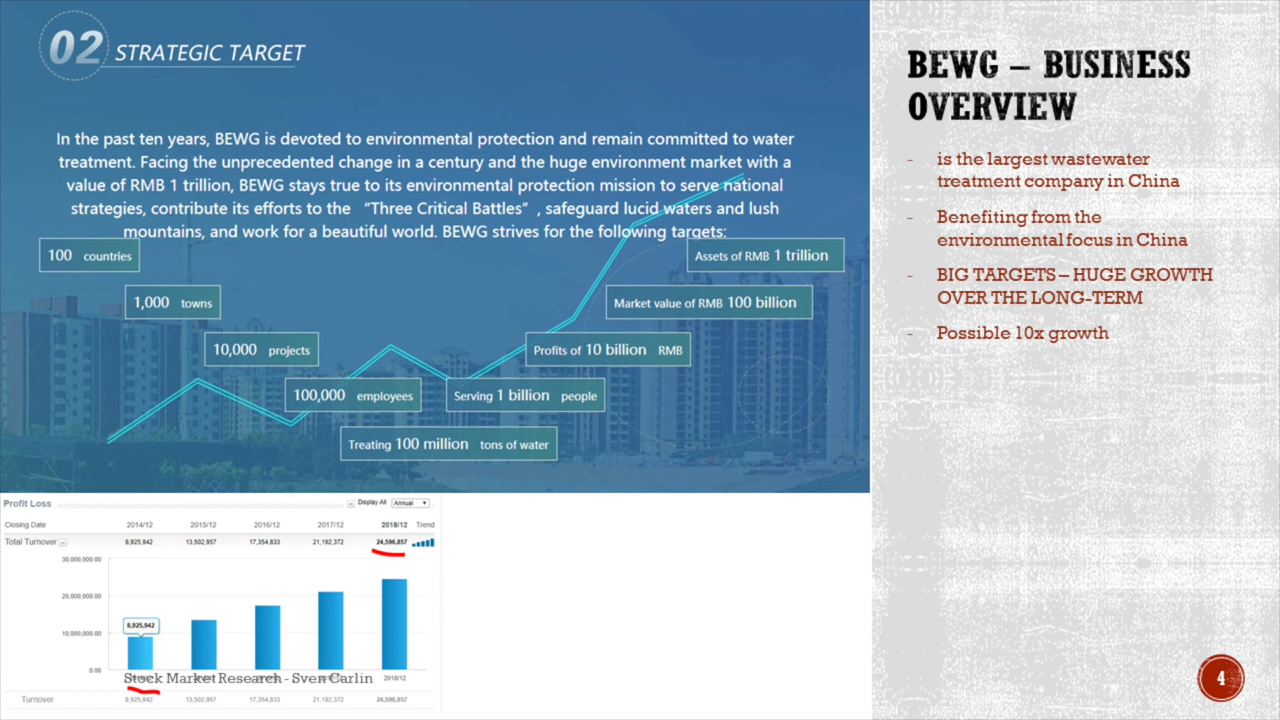 02 STRATEGIC TARGET
In the past ten years, BEWG is devoted to environmental protection and remain committed to water
treatment. Facing the unprecedented change in a century and the huge environment market with a
value of RMB 1 trillion, BEWG stays true to its environmental protection mission to serve national
strategies, contribute its efforts to the “Three Critical Battles”, safeguard lucid waters and lush
mountains, and work for a beautiful world. BEWG strives for the following targets:
100 countries
1,000 towns
10,000 projects
100,000 employees
Treating 100 million tons of water
Serving 1 billion people
Profits of 10 billion RMB
Market value of RMB 100 billion
Assets of RMB 1 trillion
Profit Loss
Display All Annual
Closing Date 2014/12 2015/12 2016/12 2017/12 2018/12 Trend
Total Turnover 8,925,942 13,502,957 17,354,833 21,192,372 24,596,857
30,000,000.00
20,000,000.00
10,000,000.00
0.00
8,925,942
2018/12
Stock Market Research - Sven Carlin
Turnover 8,925,942 13,502,957 17,354,833 21,192,372 24,596,857
BEWG – BUSINESS
OVERVIEW
- is the largest wastewater
treatment company in China
- Benefiting from the
environmental focus in China
- BIG TARGETS – HUGE GROWTH
OVER THE LONG-TERM
- Possible 10x growth
4